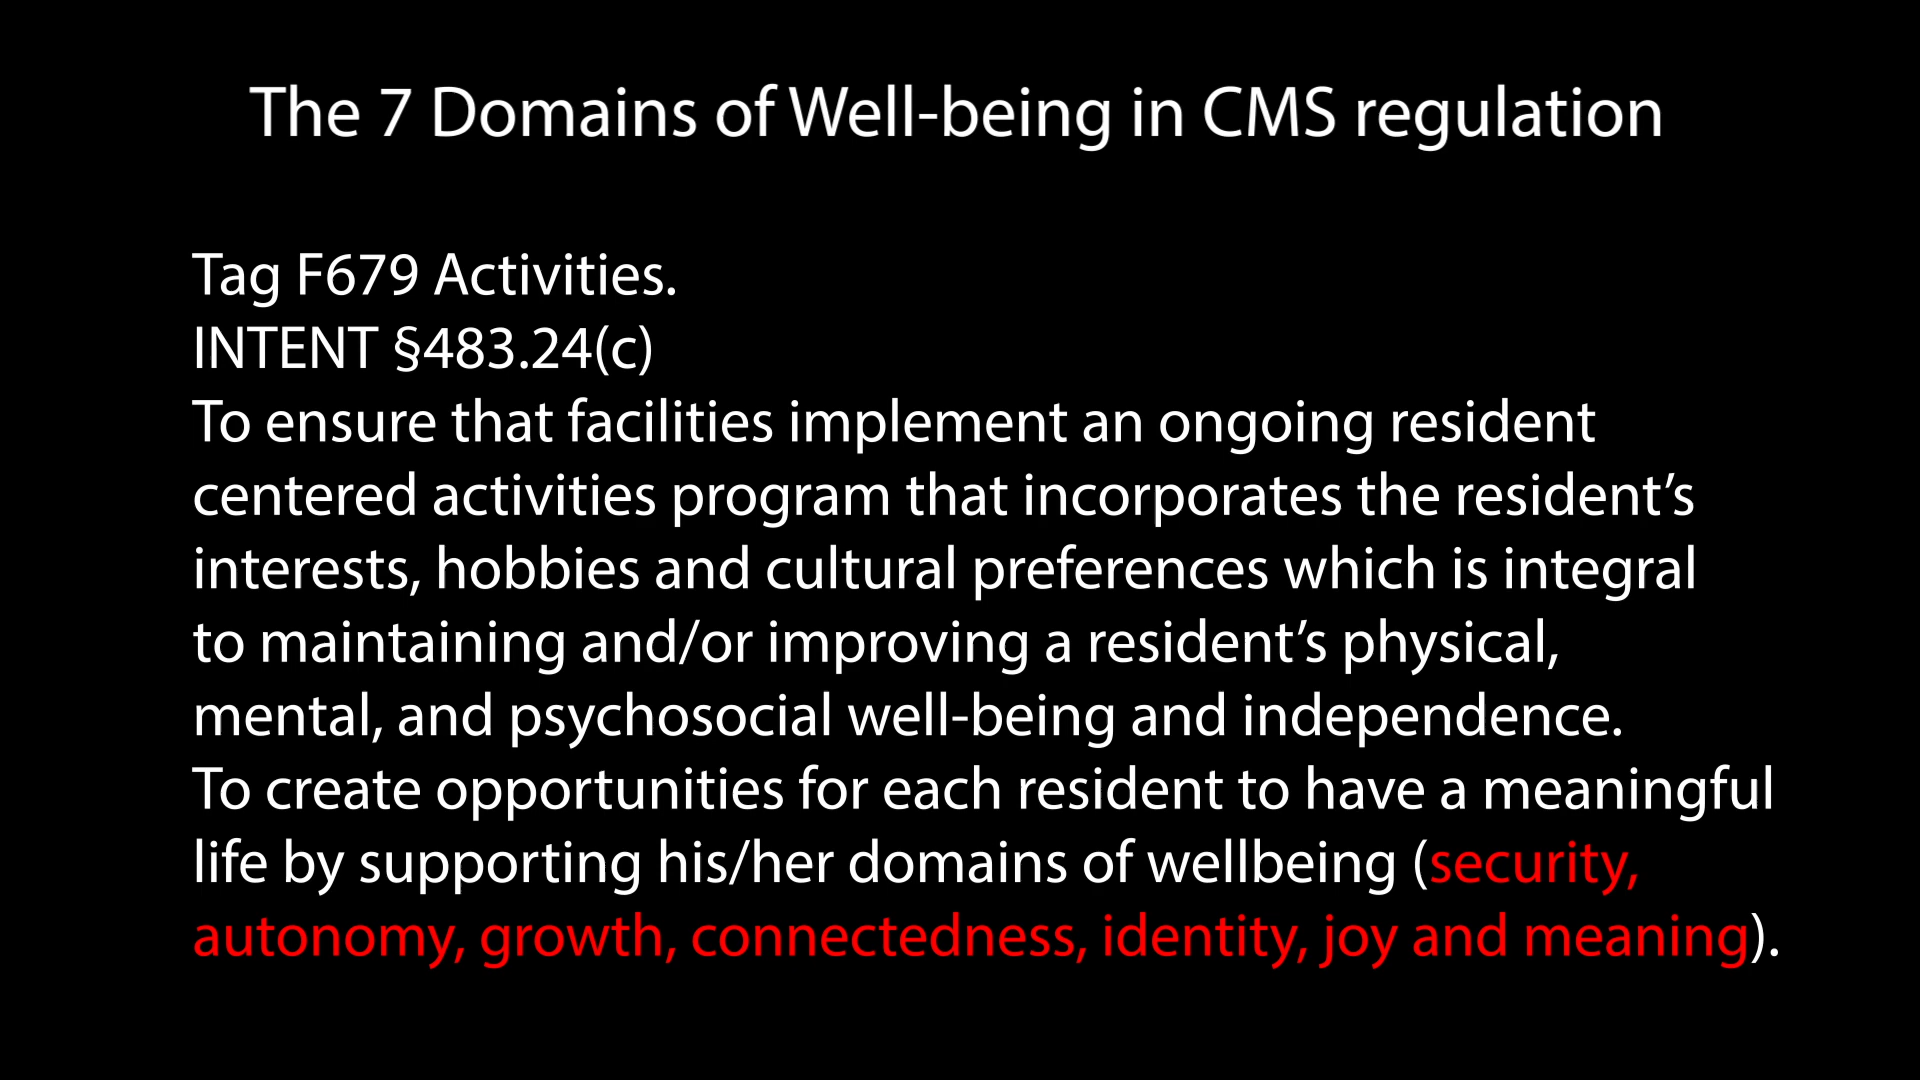 The 7 Domains of Well-being in CMS regulation
Tag F679 Activities.
INTENT §483.24(c)
To ensure that facilities implement an ongoing resident
centered activities program that incorporates the resident’s
interests, hobbies and cultural preferences which is integral
to maintaining and/or improving a resident’s physical,
mental, and psychosocial well-being and independence.
To create opportunities for each resident to have a meaningful
life by supporting his/her domains of wellbeing (security,
autonomy, growth, connectedness, identity, joy and meaning).